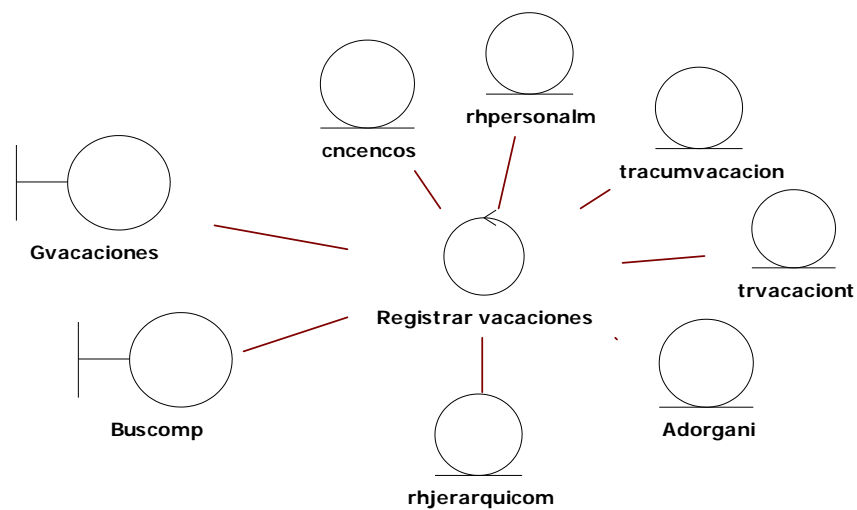 rhpersonalm
cncencos
tracumvacacion
Gvacaciones
trvacaciont
Registrar vacaciones
Buscomp
Adorgani
rhjerarquicom